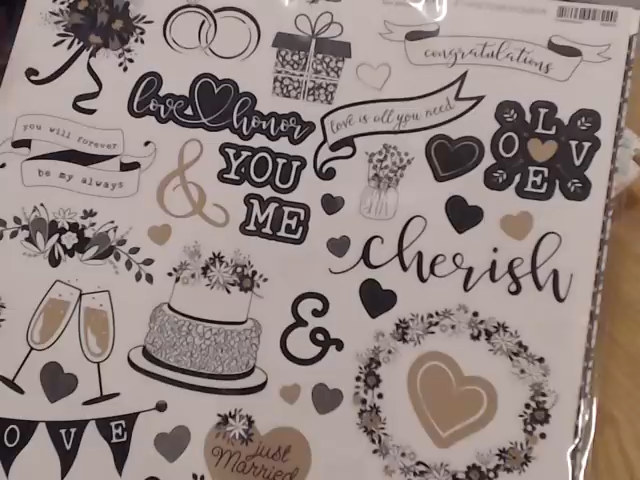 congratulations
love honor
love is all you need
you will forever
be my always
YOU
&
ME
L
O V
E
cherish
&
OVE
just
Married